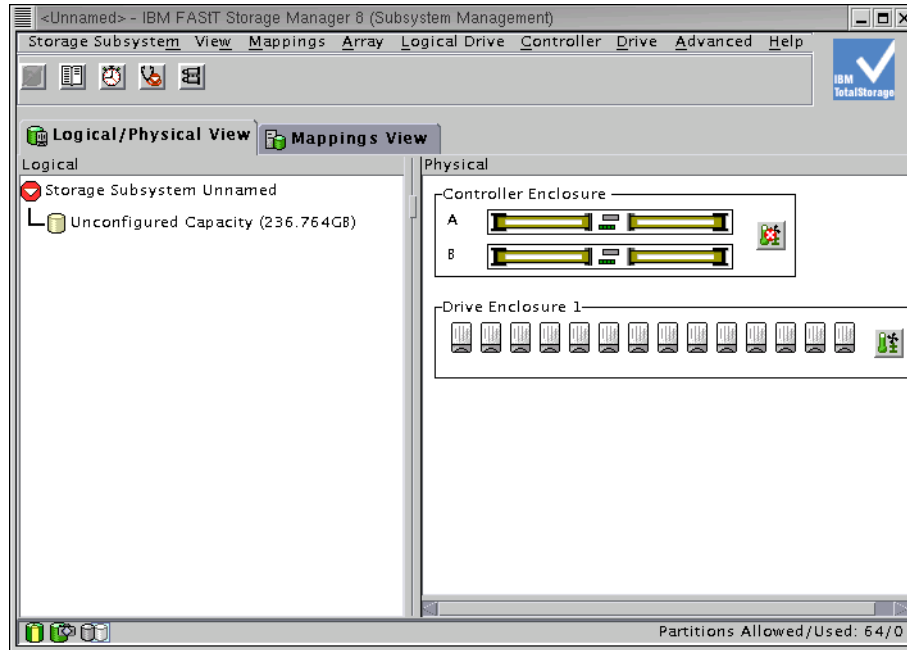 <Unnamed> - IBM FAStT Storage Manager 8 (Subsystem Management)
Storage Subsystem View Mappings Array Logical Drive Controller Drive Advanced Help
IBM
TotalStorage
Logical/Physical View Mappings View
Logical
Physical
Storage Subsystem Unnamed
Unconfigured Capacity (236.764GB)
Controller Enclosure
A
B
Drive Enclosure 1
Partitions Allowed/Used: 64/0